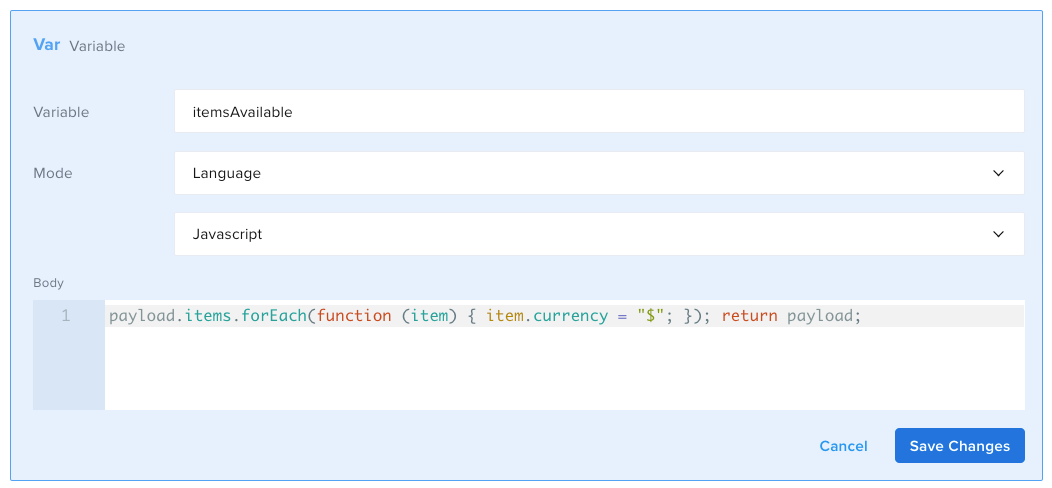 Var Variable
Variable itemsAvailable
Mode Language
Javascript
Body
1 payload.items.forEach(function (item) { item.currency = "$"; }); return payload;
Cancel Save Changes